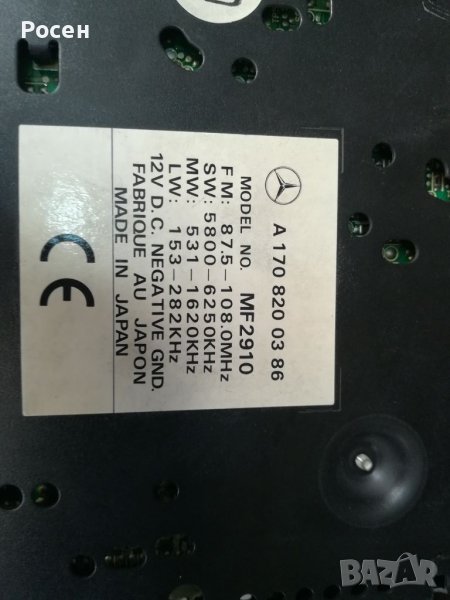 Росен
A 170 820 03 86
MODEL NO. MF2910
FM: 87.5-108.0MHz
SW: 5800-6250KHz
MW: 531-1620KHz
LW: 153-282KHz
12V D.C. NEGATIVE GND.
FABRIQUE AU JAPON
MADE IN JAPAN
CE
BAZAR